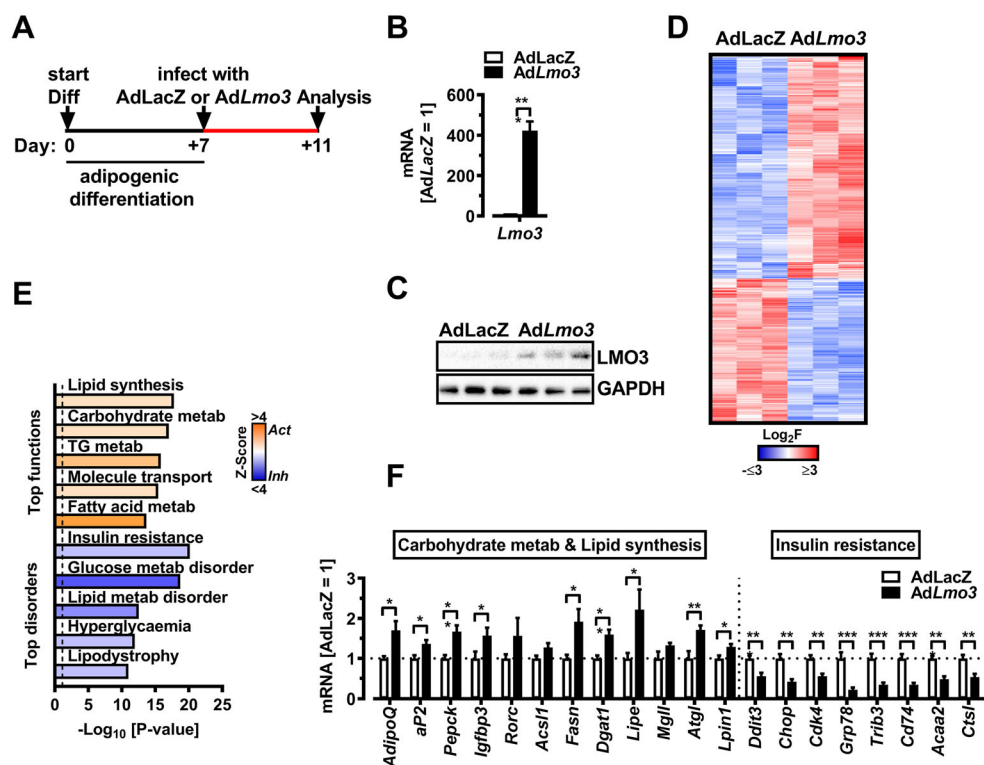 A
start
Diff
infect with
AdLacZ or AdLmo3
Analysis
Day:
0
+7
+11
adipogenic
differentiation
B
AdLacZ
AdLmo3
mRNA
[AdLacZ = 1]
600
400
200
0
**
*
Lmo3
C
AdLacZ AdLmo3
LMO3
GAPDH
D
AdLacZ AdLmo3
Log2F
-≤3
≥3
E
Top functions
Lipid synthesis
Carbohydrate metab
TG metab
Molecule transport
Fatty acid metab
Top disorders
Insulin resistance
Glucose metab disorder
Lipid metab disorder
Hyperglycaemia
Lipodystrophy
0 5 10 15 20 25
-Log10 [P-value]
Z-Score
>4
Act
Inh
<4
F
Carbohydrate metab & Lipid synthesis
Insulin resistance
AdLacZ
AdLmo3
mRNA [AdLacZ = 1]
3
2
1
0
* * * * * * * ** * ** ** ** *** *** *** ** **
* * * *
AdipoQ aP2 Pepck Igfbp3 Rorc Acsl1 Fasn Dgat1 Lipe Mgll Atgl Lpin1 Ddit3 Chop Cdk4 Grp78 Trib3 Cd74 Acaa2 Ctsl